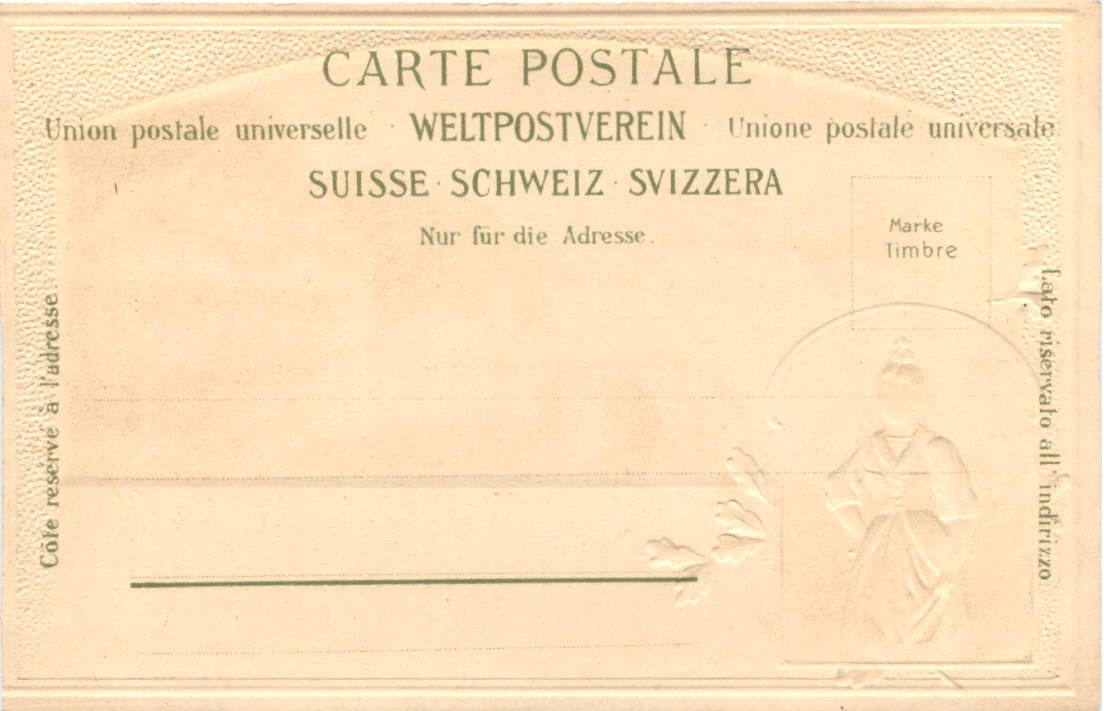 CARTE POSTALE
Union postale universelle · WELTPOSTVEREIN · Unione postale universale
SUISSE · SCHWEIZ · SVIZZERA
Nur für die Adresse.
Marke
Timbre
Côte réservé à l'adresse.
Lato riservato all' indirizzo